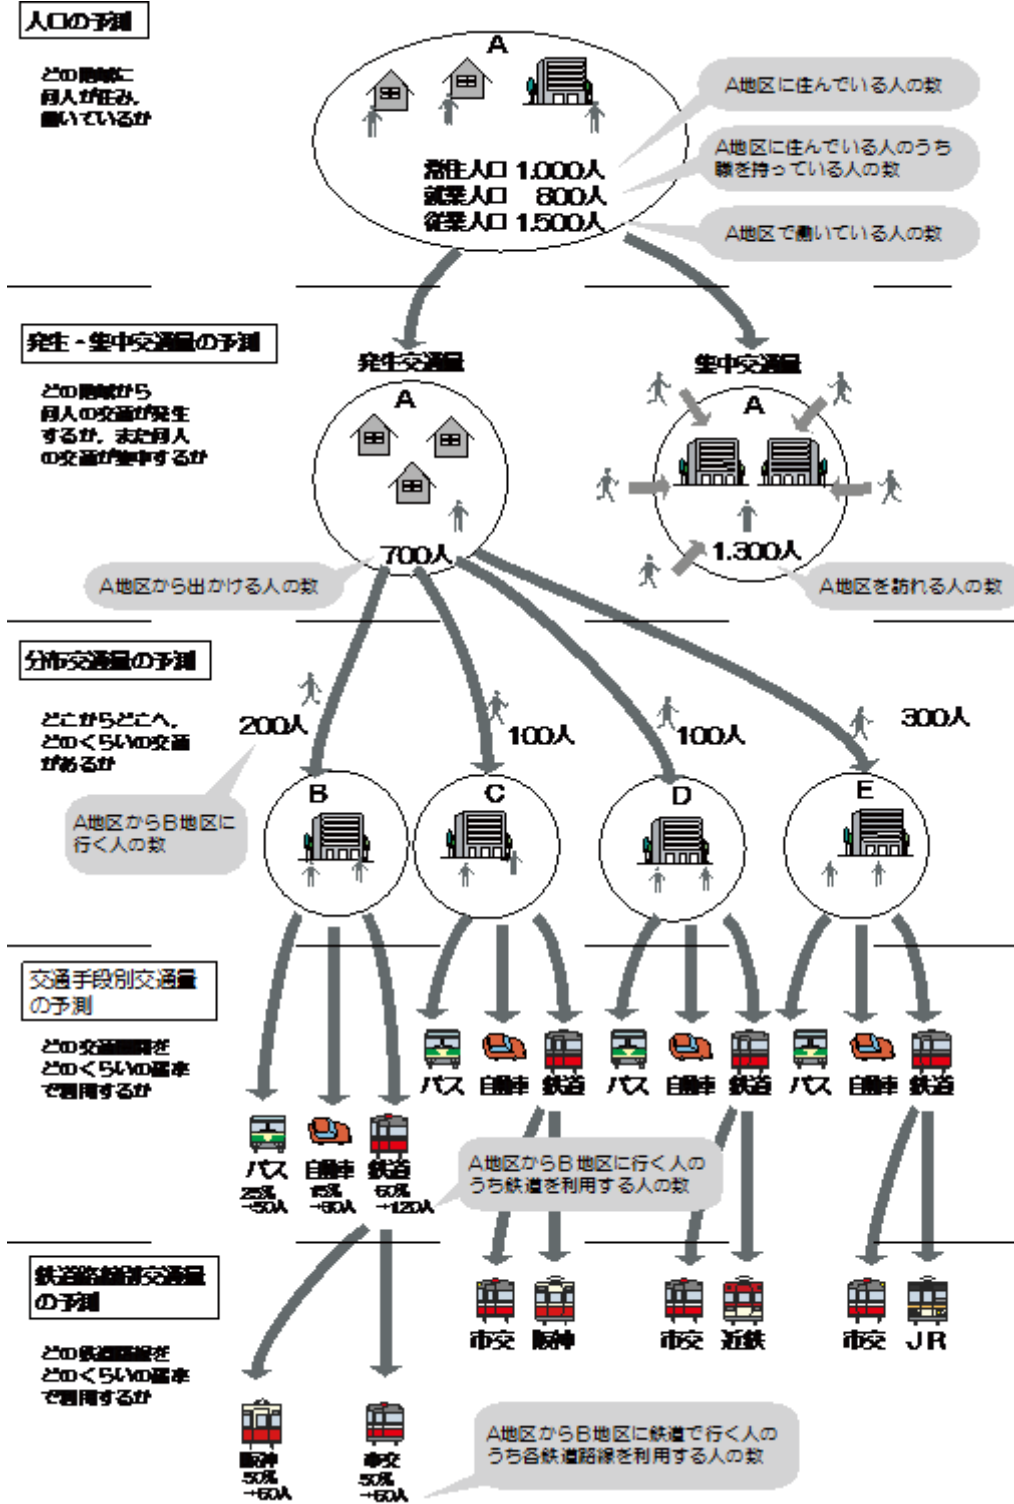 人口の予測
どの地域に
何人が住み、
働いているか
A
A地区に住んでいる人の数
A地区に住んでいる人のうち
職を持っている人の数
常住人口 1,000人
就業人口 800人
従業人口 1,500人
A地区で働いている人の数
発生・集中交通量の予測
どの地域から
何人の交通が発生
するか、また何人
の交通が集中するか
発生交通量
集中交通量
A
A
700人
1,300人
A地区から出かける人の数
A地区を訪れる人の数
分布交通量の予測
どこからどこへ、
どのくらいの交通
があるか
200人
100人
100人
300人
A地区からB地区に
行く人の数
B
C
D
E
交通手段別交通量
の予測
どの交通機関を
どのくらいの確率
で利用するか
バス
自動車
鉄道
バス
自動車
鉄道
バス
自動車
鉄道
バス
自動車
鉄道
25%
15%
60%
→50人
→30人
→120人
A地区からB地区に行く人の
うち鉄道を利用する人の数
鉄道路線別交通量
の予測
どの鉄道路線を
どのくらいの確率
で利用するか
市交
阪神
市交
近鉄
市交
JR
阪神
市交
50%
50%
→60人
→60人
A地区からB地区に鉄道で行く人の
うち各鉄道路線を利用する人の数